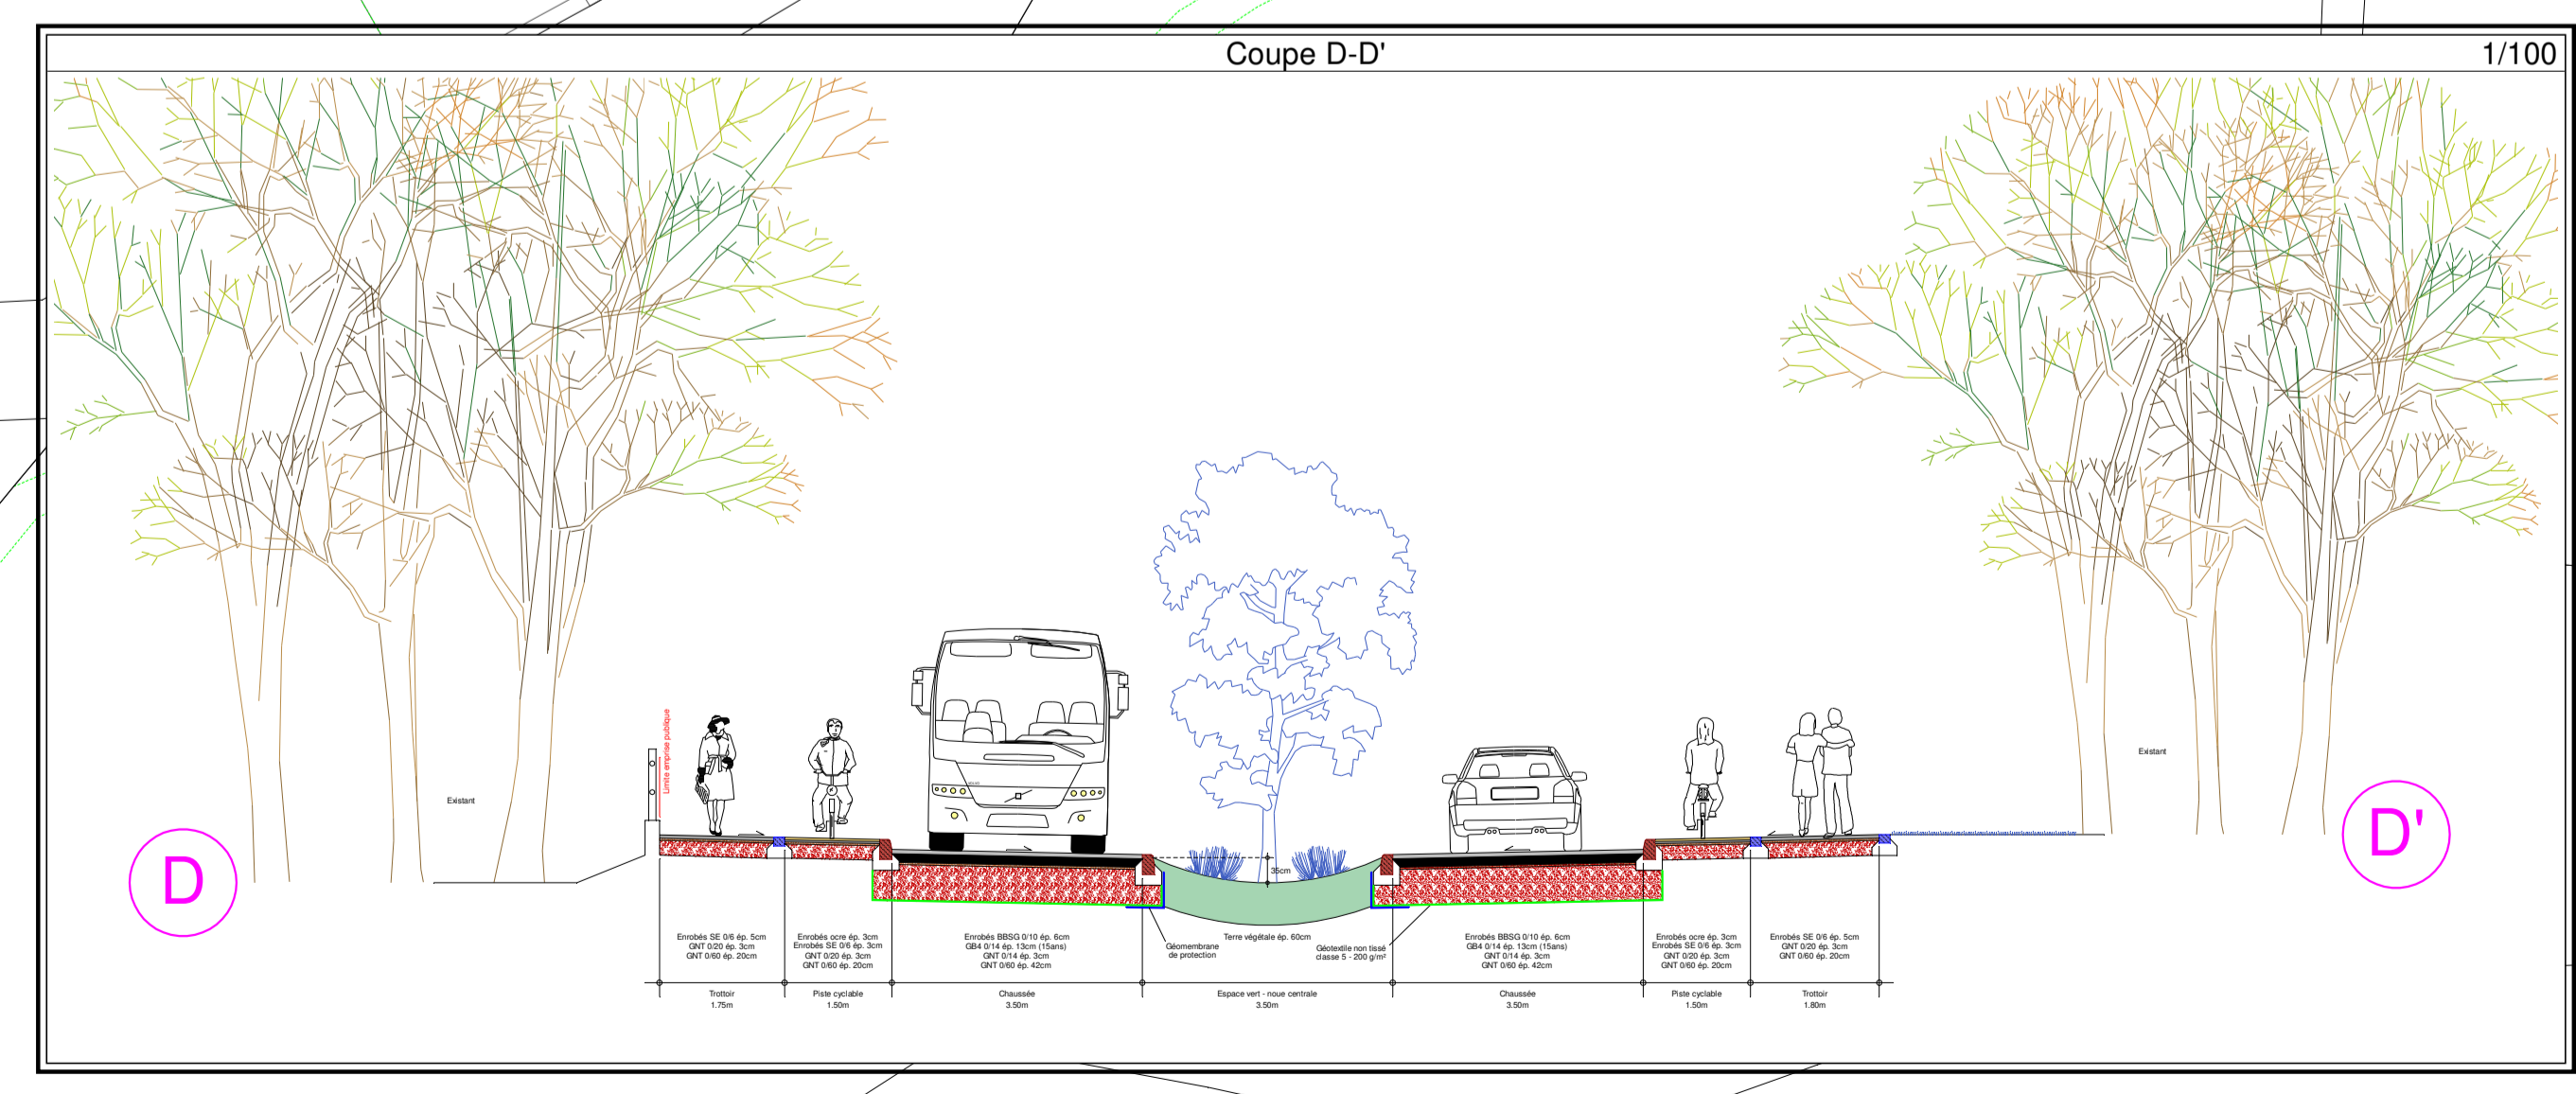 Coupe D-D'
1/100
Limite emprise publique
Existant
Existant
D
D'
35cm
Enrobés SE 0/6 ép. 5cm
GNT 0/20 ép. 3cm
GNT 0/60 ép. 20cm
Enrobés ocre ép. 3cm
Enrobés SE 0/6 ép. 3cm
GNT 0/20 ép. 3cm
GNT 0/60 ép. 20cm
Enrobés BBSG 0/10 ép. 6cm
GB4 0/14 ép. 13cm (15ans)
GNT 0/14 ép. 3cm
GNT 0/60 ép. 42cm
Géomembrane
de protection
Terre végétale ép. 60cm
Géotextile non tissé
classe 5 - 200 g/m²
Enrobés BBSG 0/10 ép. 6cm
GB4 0/14 ép. 13cm (15ans)
GNT 0/14 ép. 3cm
GNT 0/60 ép. 42cm
Enrobés ocre ép. 3cm
Enrobés SE 0/6 ép. 3cm
GNT 0/20 ép. 3cm
GNT 0/60 ép. 20cm
Enrobés SE 0/6 ép. 5cm
GNT 0/20 ép. 3cm
GNT 0/60 ép. 20cm
Trottoir
1.75m
Piste cyclable
1.50m
Chaussée
3.50m
Espace vert - noue centrale
3.50m
Chaussée
3.50m
Piste cyclable
1.50m
Trottoir
1.80m